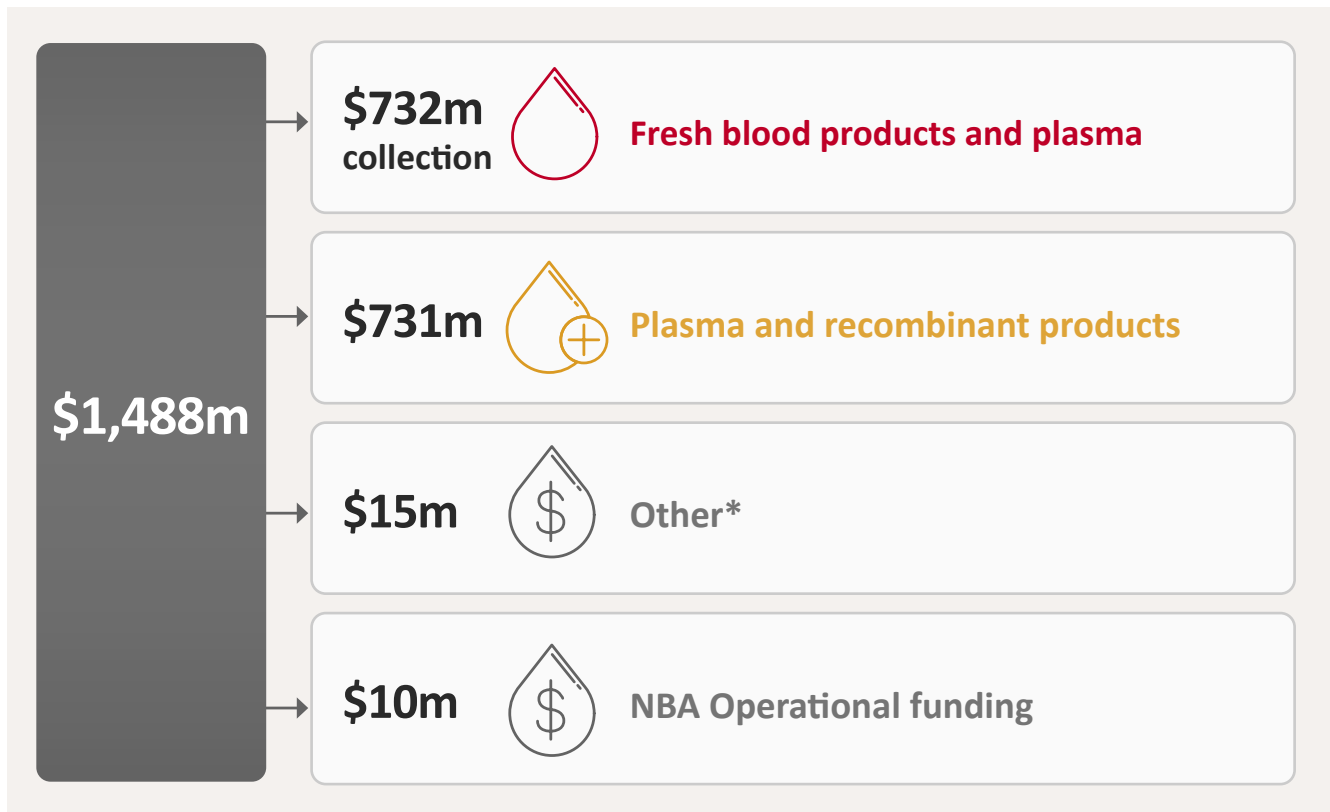 $1,488m
$732m
collection
Fresh blood products and plasma
$731m
Plasma and recombinant products
$15m
$
Other*
$10m
$
NBA Operational funding